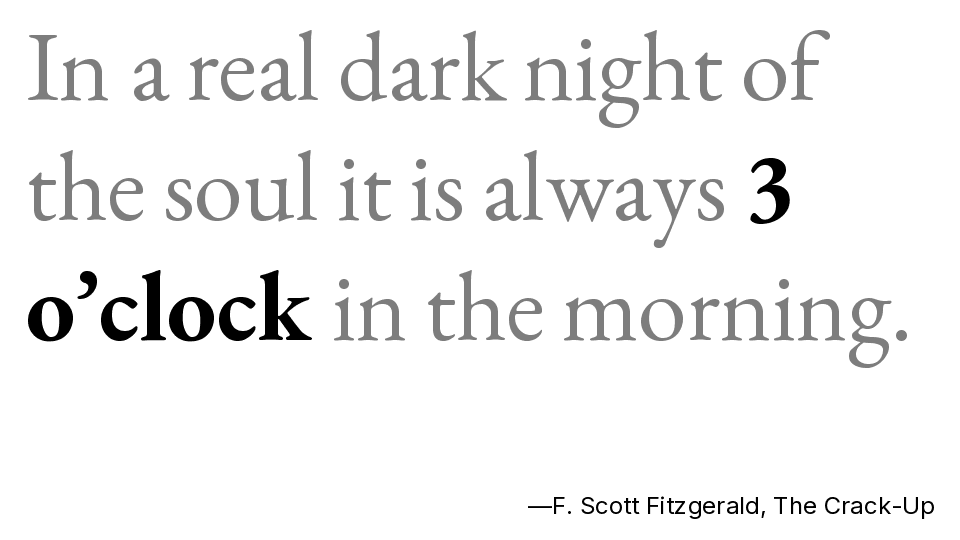 In a real dark night of
the soul it is always 3
o’clock in the morning.
—F. Scott Fitzgerald, The Crack-Up